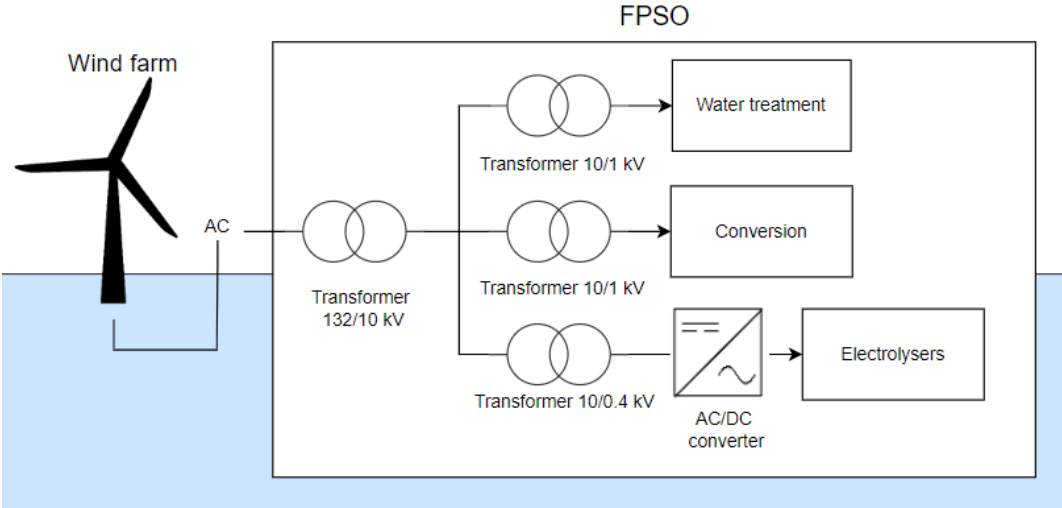 FPSO
Wind farm
Water treatment
Transformer 10/1 kV
AC
Conversion
Transformer 10/1 kV
Transformer
132/10 kV
Electrolysers
Transformer 10/0.4 kV
AC/DC
converter